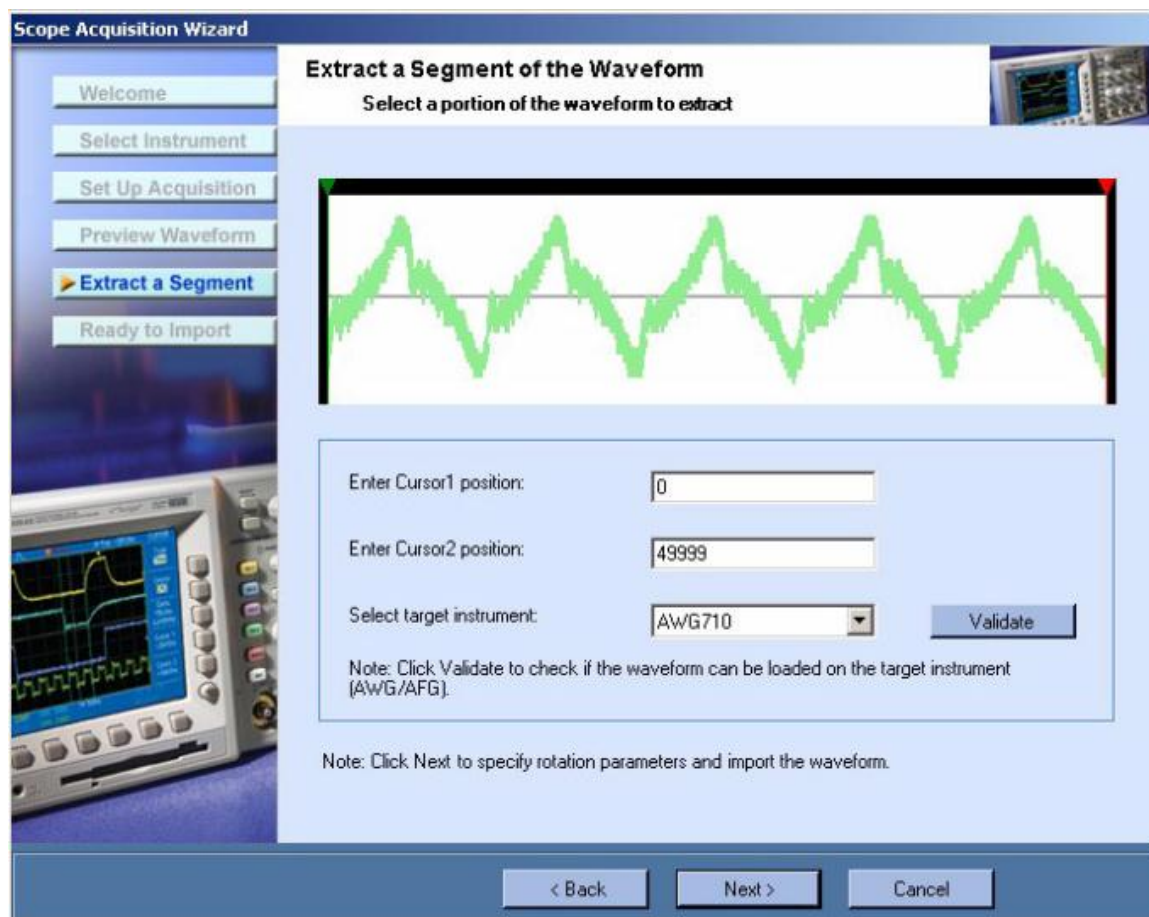 Scope Acquisition Wizard
Welcome
Select Instrument
Set Up Acquisition
Preview Waveform
Extract a Segment
Ready to Import
Extract a Segment of the Waveform
Select a portion of the waveform to extract
Enter Cursor1 position:
0
Enter Cursor2 position:
49999
Select target instrument:
AWG710
Validate
Note: Click Validate to check if the waveform can be loaded on the target instrument
(AWG/AFG).
Note: Click Next to specify rotation parameters and import the waveform.
< Back
Next >
Cancel